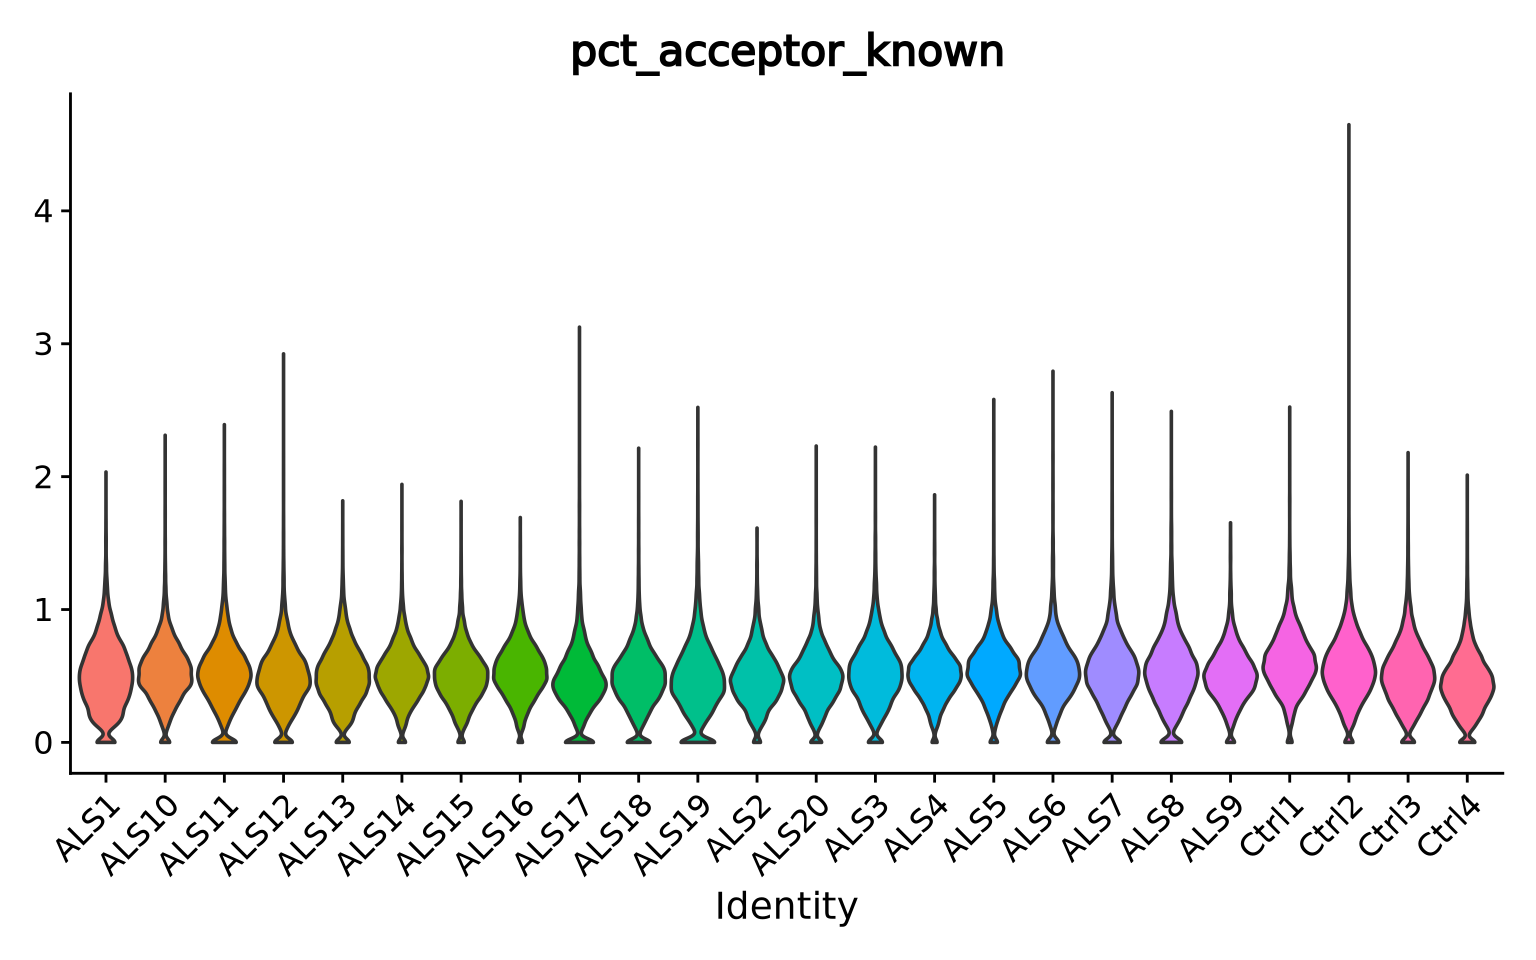 pct_acceptor_known
4
3
2
1
0
ALS1 ALS10 ALS11 ALS12 ALS13 ALS14 ALS15 ALS16 ALS17 ALS18 ALS19 ALS2 ALS20 ALS3 ALS4 ALS5 ALS6 ALS7 ALS8 ALS9 Ctrl1 Ctrl2 Ctrl3 Ctrl4
Identity